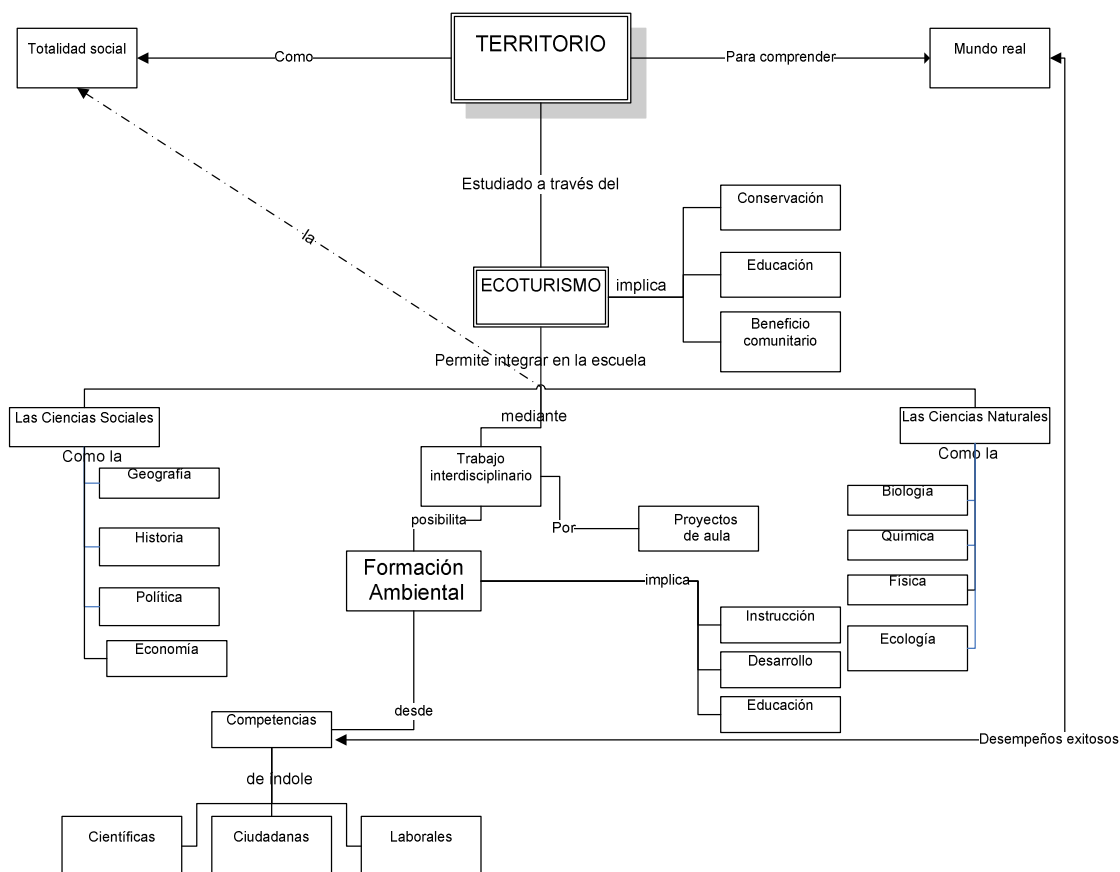 TERRITORIO
Totalidad social
Como
Para comprender
Mundo real
Estudiado a través del
la
ECOTURISMO
implica
Conservación
Educación
Beneficio
comunitario
Permite integrar en la escuela
Las Ciencias Sociales
Como la
Geografía
Historia
Política
Economía
mediante
Trabajo
interdisciplinario
posibilita
Por
Proyectos
de aula
Las Ciencias Naturales
Como la
Biología
Química
Física
Ecología
Formación
Ambiental
implica
Instrucción
Desarrollo
Educación
desde
Competencias
Desempeños exitosos
de índole
Científicas
Ciudadanas
Laborales